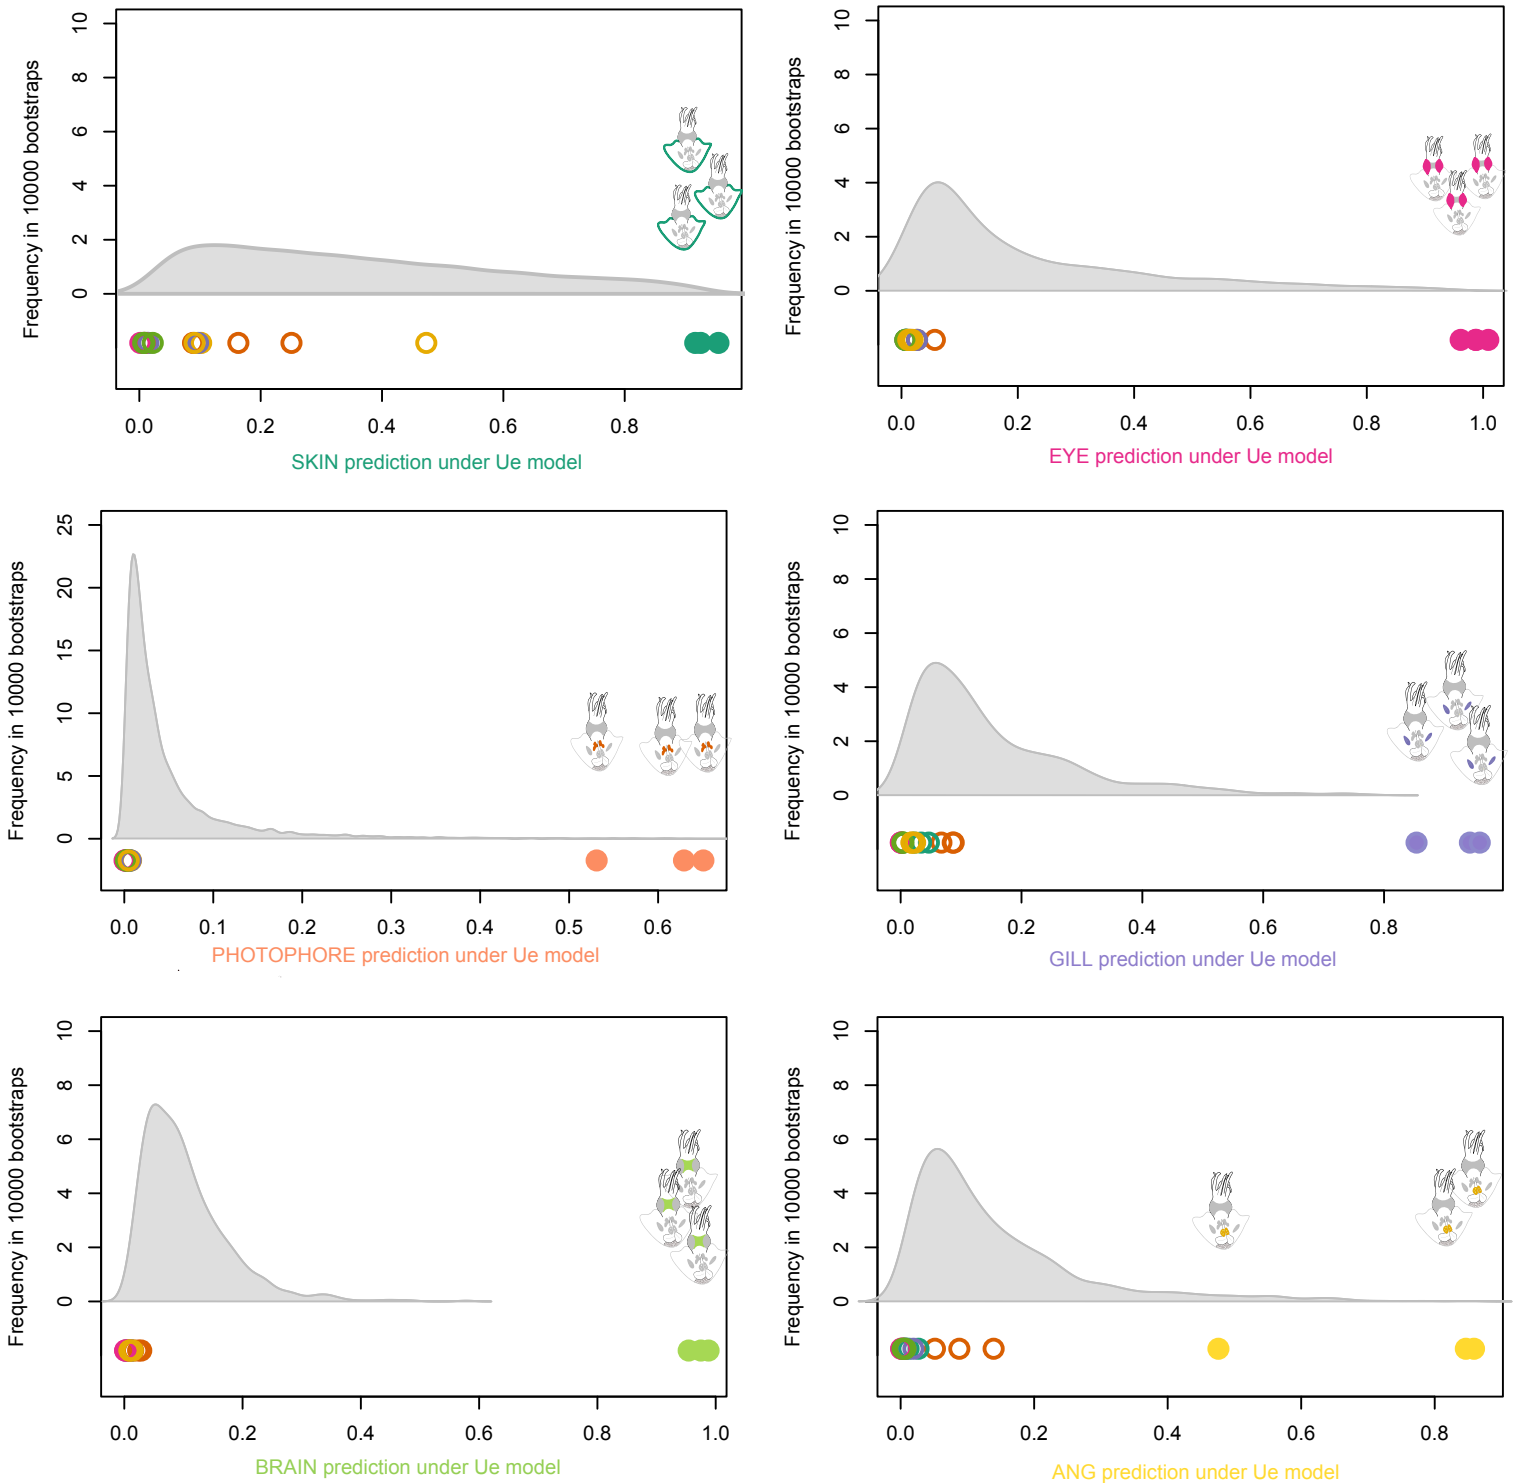 Frequency in 10000 bootstraps
10
8
6
4
2
0
0.0 0.2 0.4 0.6 0.8
SKIN prediction under Ue model
Frequency in 10000 bootstraps
10
8
6
4
2
0
0.0 0.2 0.4 0.6 0.8 1.0
EYE prediction under Ue model
Frequency in 10000 bootstraps
25
20
15
10
5
0
0.0 0.1 0.2 0.3 0.4 0.5 0.6
PHOTOPHORE prediction under Ue model
Frequency in 10000 bootstraps
10
8
6
4
2
0
0.0 0.2 0.4 0.6 0.8
GILL prediction under Ue model
Frequency in 10000 bootstraps
10
8
6
4
2
0
0.0 0.2 0.4 0.6 0.8 1.0
BRAIN prediction under Ue model
Frequency in 10000 bootstraps
10
8
6
4
2
0
0.0 0.2 0.4 0.6 0.8
ANG prediction under Ue model